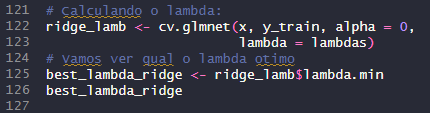 121 # Calculando o lambda:
122 ridge_lamb <- cv.glmnet(x, y_train, alpha = 0,
123 lambda = lambdas)
124 # Vamos ver qual o lambda otimo
125 best_lambda_ridge <- ridge_lamb$lambda.min
126 best_lambda_ridge
127